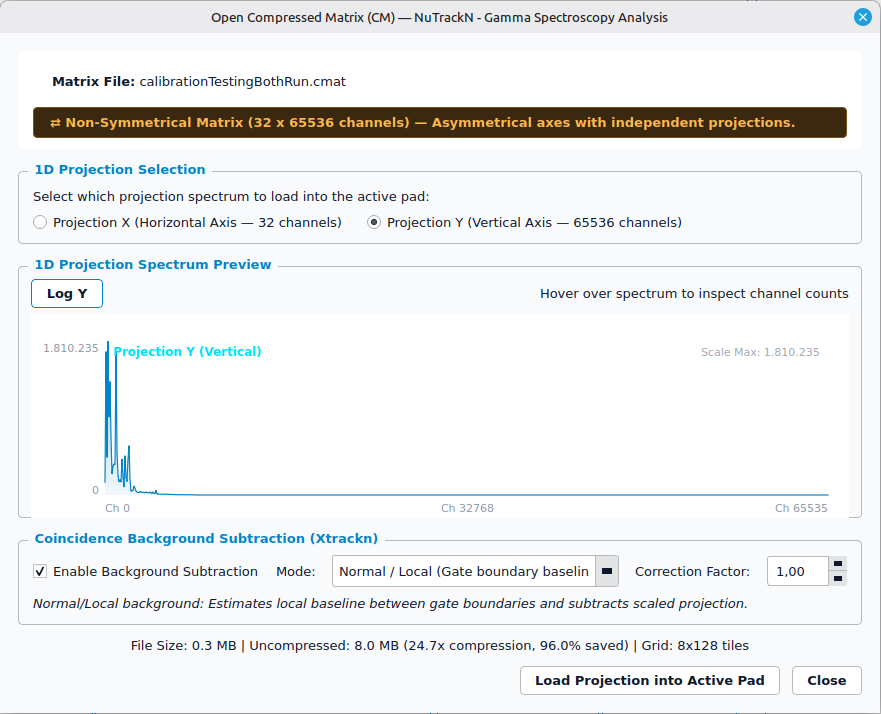 Open Compressed Matrix (CM) — NuTrackN - Gamma Spectroscopy Analysis
Matrix File: calibrationTestingBothRun.cmat
⇄ Non-Symmetrical Matrix (32 x 65536 channels) — Asymmetrical axes with independent projections.
1D Projection Selection
Select which projection spectrum to load into the active pad:
Projection X (Horizontal Axis — 32 channels) Projection Y (Vertical Axis — 65536 channels)
1D Projection Spectrum Preview
Log Y Hover over spectrum to inspect channel counts
1.810.235 Projection Y (Vertical) Scale Max: 1.810.235
0
Ch 0 Ch 32768 Ch 65535
Coincidence Background Subtraction (Xtrackn)
Enable Background Subtraction Mode: Normal / Local (Gate boundary baselin Correction Factor: 1,00
Normal/Local background: Estimates local baseline between gate boundaries and subtracts scaled projection.
File Size: 0.3 MB | Uncompressed: 8.0 MB (24.7x compression, 96.0% saved) | Grid: 8x128 tiles
Load Projection into Active Pad Close